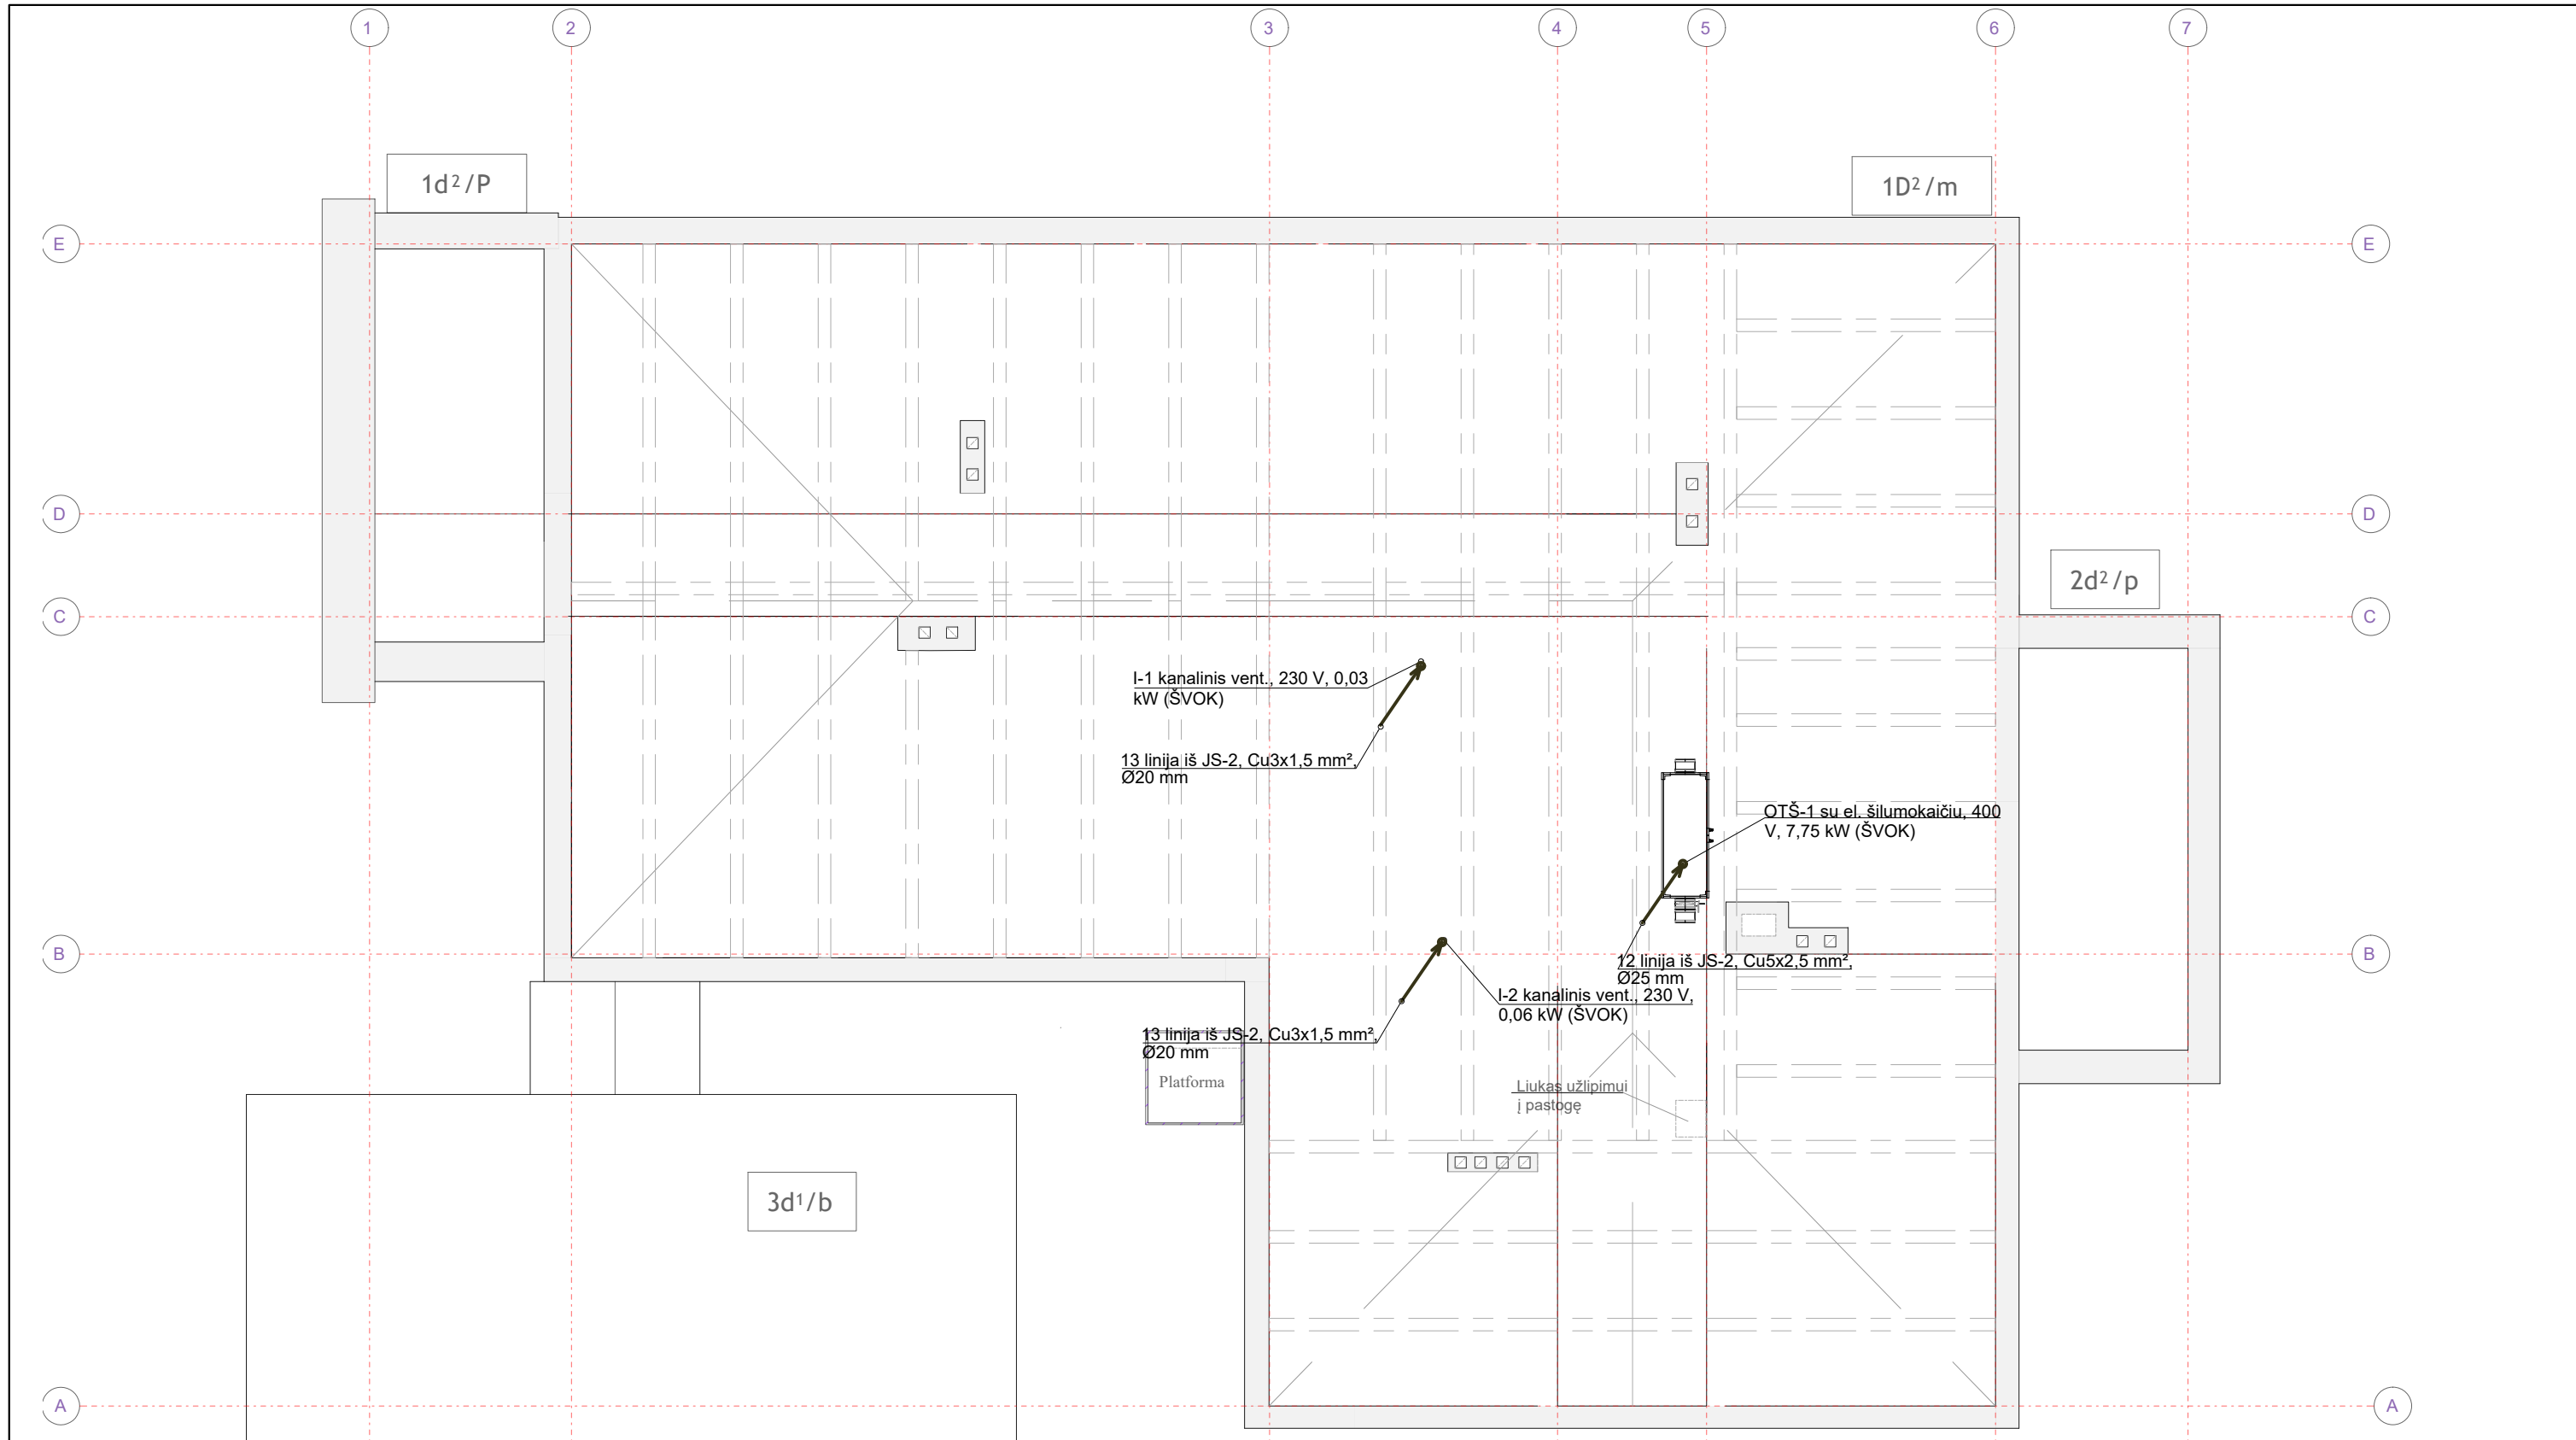 1 2 3 4 5 6 7
1d²/P
1D²/m
E E
D D
2d²/p
C C
I-1 kanalinis vent., 230 V, 0,03
kW (ŠVOK)
13 linija iš JS-2, Cu3x1,5 mm²,
Ø20 mm
OTŠ-1 su el. šilumokaičiu, 400
V, 7,75 kW (ŠVOK)
B B
12 linija iš JS-2, Cu5x2,5 mm²,
Ø25 mm
I-2 kanalinis vent., 230 V,
0,06 kW (ŠVOK)
13 linija iš JS-2, Cu3x1,5 mm²,
Ø20 mm
Platforma
Liukas užlipimui
į pastogę
3d¹/b
A A